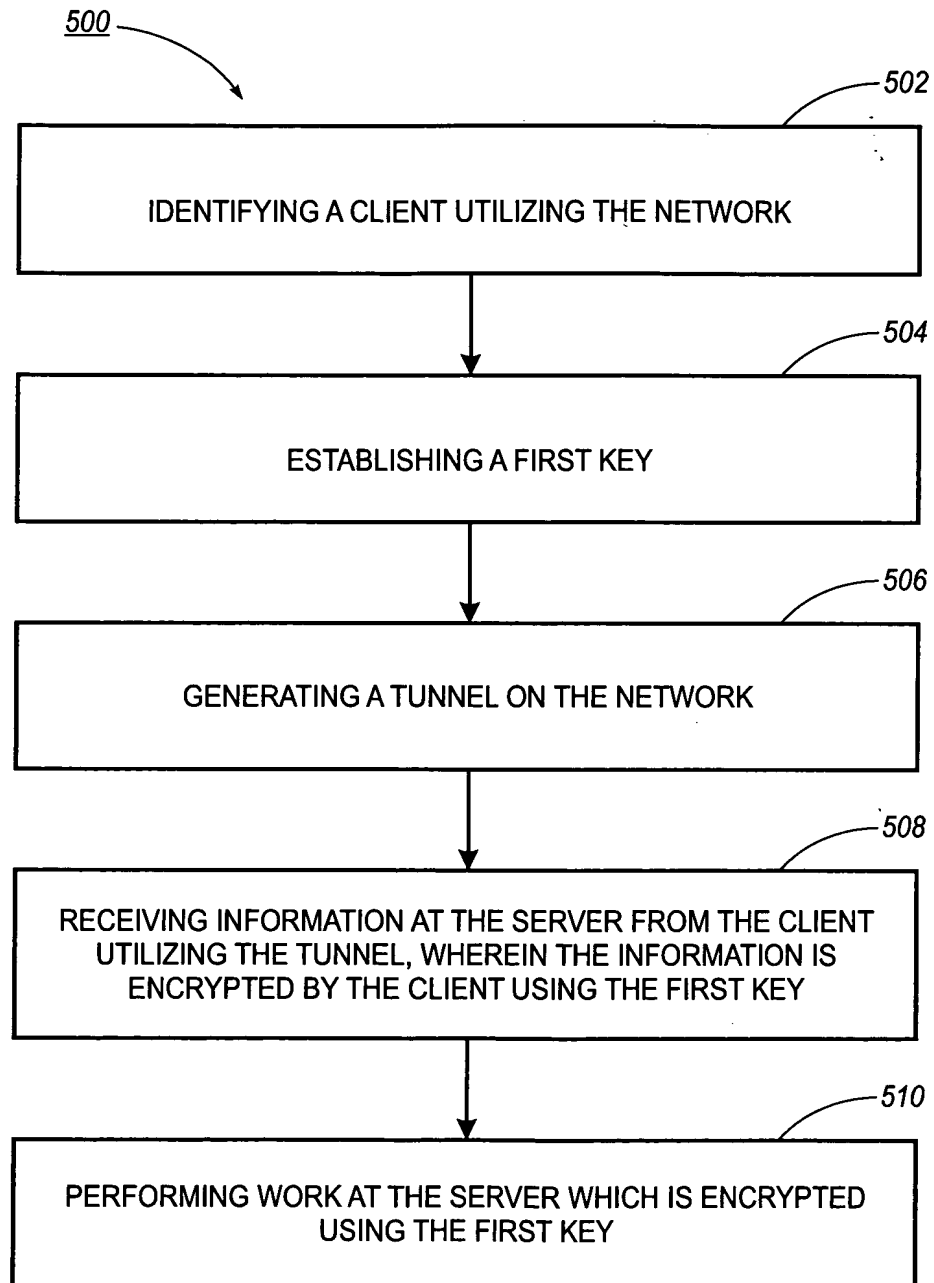 500
502
IDENTIFYING A CLIENT UTILIZING THE NETWORK
504
ESTABLISHING A FIRST KEY
506
GENERATING A TUNNEL ON THE NETWORK
508
RECEIVING INFORMATION AT THE SERVER FROM THE CLIENT
UTILIZING THE TUNNEL, WHEREIN THE INFORMATION IS
ENCRYPTED BY THE CLIENT USING THE FIRST KEY
510
PERFORMING WORK AT THE SERVER WHICH IS ENCRYPTED
USING THE FIRST KEY